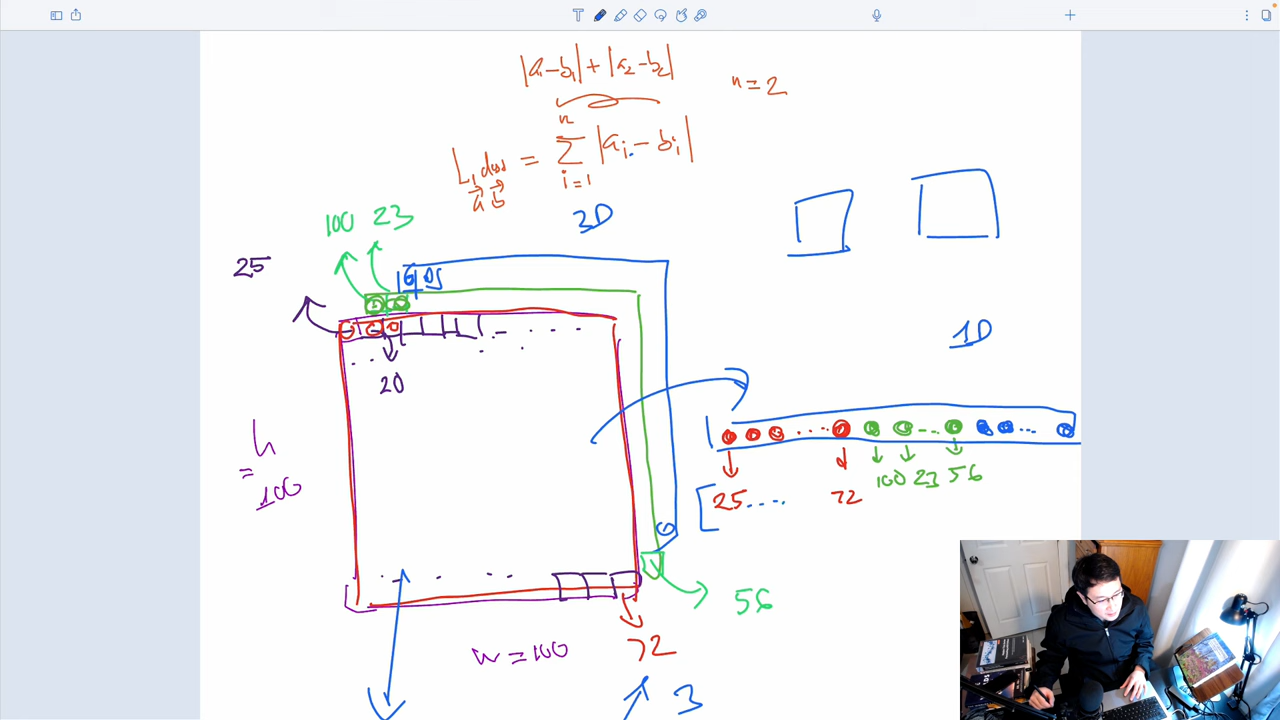 |a₁-b₁|+|a₂-b₂|
n=2
L₁ dist = n∑i=1 |aᵢ-bᵢ|
a b
3D
100 23
25
20
1D
h
=
100
25 .... 72 100 23 56
56
w=100
72
3